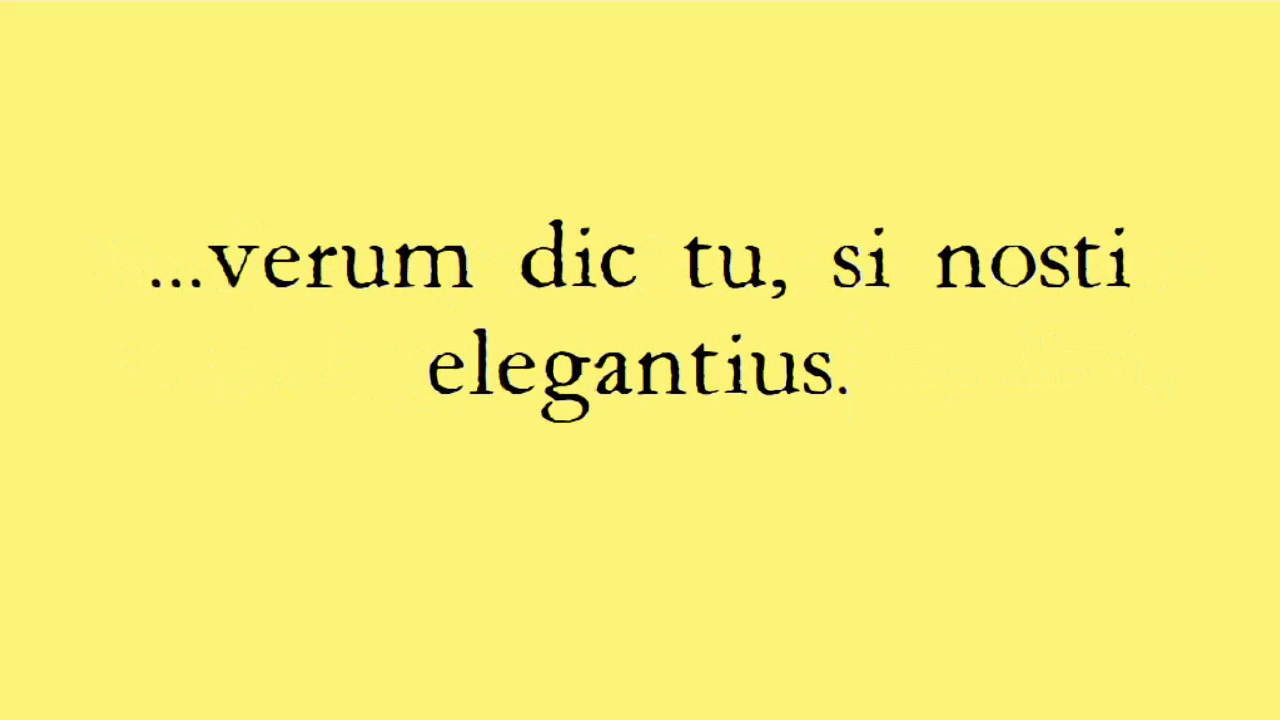 ...verum dic tu, si nosti
elegantius.